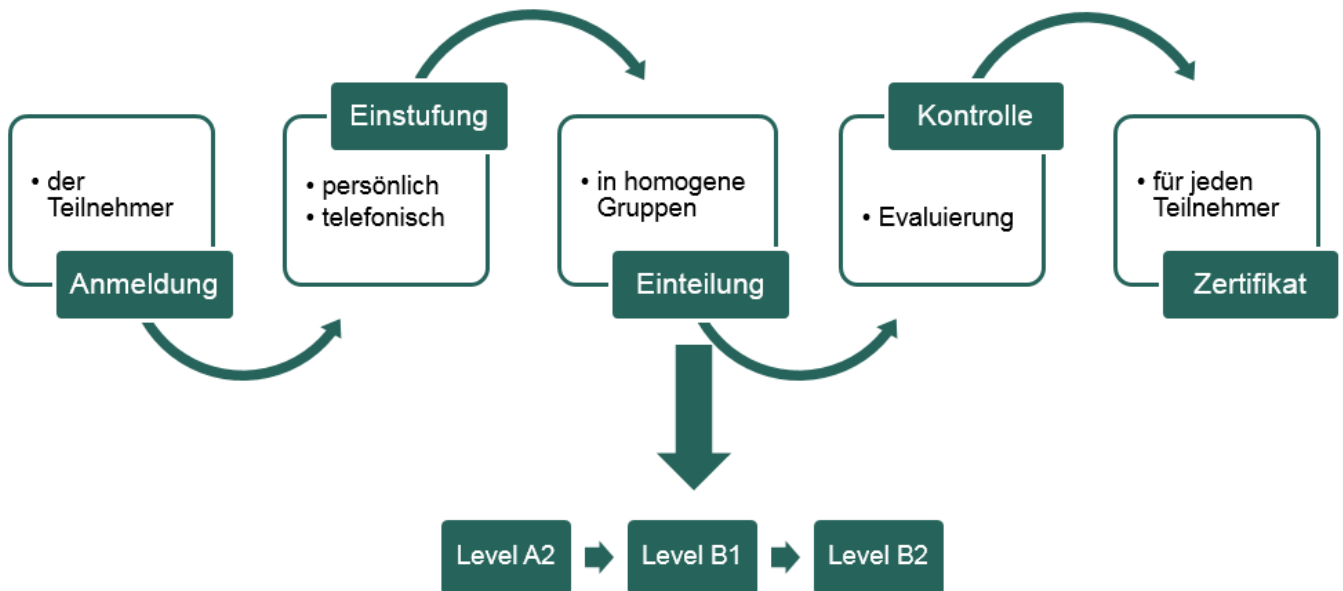 • der
Teilnehmer
Anmeldung
Einstufung
• persönlich
• telefonisch
• in homogene
Gruppen
Einteilung
Kontrolle
• Evaluierung
• für jeden
Teilnehmer
Zertifikat
Level A2
Level B1
Level B2